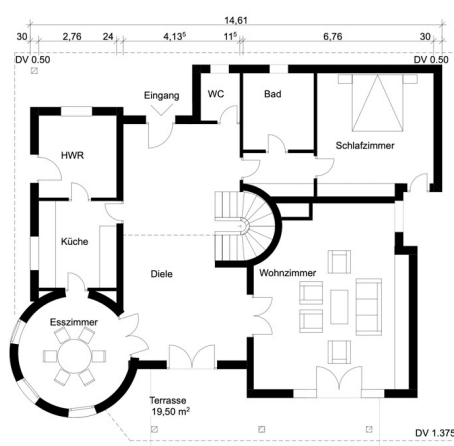 14,61
30 2,76 24 4,13⁵ 11⁵ 6,76 30
DV 0.50 DV 0.50
Eingang
WC
Bad
Schlafzimmer
HWR
Küche
Diele
Wohnzimmer
Esszimmer
Terrasse
19,50 m²
DV 1.375